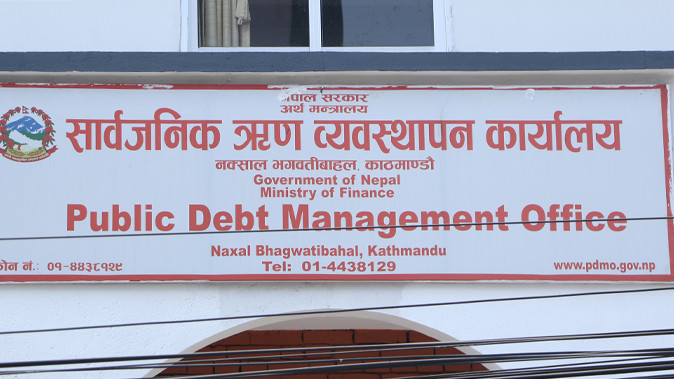 नेपाल सरकार
अर्थ मन्त्रालय
सार्वजनिक ऋण व्यवस्थापन कार्यालय
नक्साल भगवतीबाहल, काठमाण्डौ
Government of Nepal
Ministry of Finance
Public Debt Management Office
Naxal Bhagwatibahal, Kathmandu
फोन नं.: ०१-४४३८१२९ Tel: 01-4438129 www.pdmo.gov.np